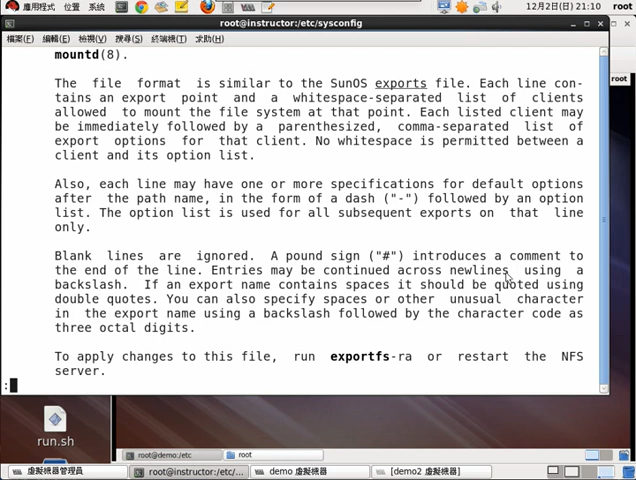 應用程式 位置 系統 12月2日(日) 21:10 root
root@instructor:/etc/sysconfig
檔案(F) 編輯(E) 檢視(V) 搜尋(S) 終端機(T) 求助(H)
root
mountd(8).
The file format is similar to the SunOS exports file. Each line con-
tains an export point and a whitespace-separated list of clients
allowed to mount the file system at that point. Each listed client may
be immediately followed by a parenthesized, comma-separated list of
export options for that client. No whitespace is permitted between a
client and its option list.
Also, each line may have one or more specifications for default options
after the path name, in the form of a dash ("-") followed by an option
list. The option list is used for all subsequent exports on that line
only.
Blank lines are ignored. A pound sign ("#") introduces a comment to
the end of the line. Entries may be continued across newlines using a
backslash. If an export name contains spaces it should be quoted using
double quotes. You can also specify spaces or other unusual character
in the export name using a backslash followed by the character code as
three octal digits.
To apply changes to this file, run exportfs-ra or restart the NFS
server.
:
run.sh
root@demo:/etc root
虛擬機器管理員 root@instructor:/etc/... demo 虛擬機器 [demo2 虛擬機器]